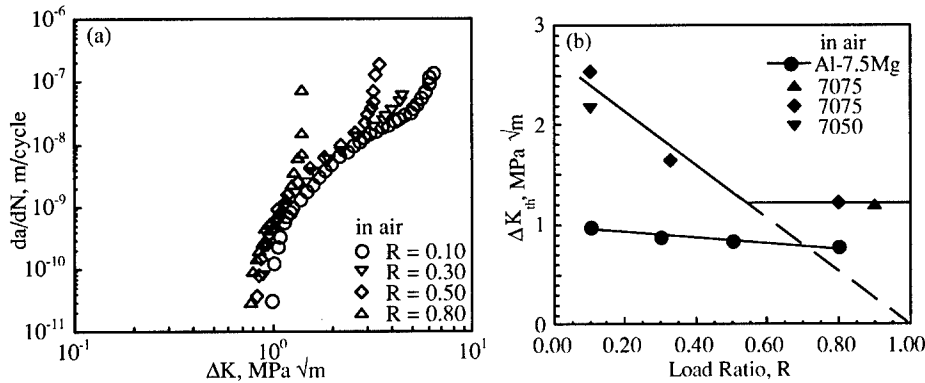 (a)
10^-6
10^-7
10^-8
10^-9
10^-10
10^-11
da/dN, m/cycle
in air
R = 0.10
R = 0.30
R = 0.50
R = 0.80
10^-1
10^0
10^1
ΔK, MPa √m
(b)
3
2
1
0
ΔK_th, MPa √m
in air
Al-7.5Mg
7075
7075
7050
0.00
0.20
0.40
0.60
0.80
1.00
Load Ratio, R